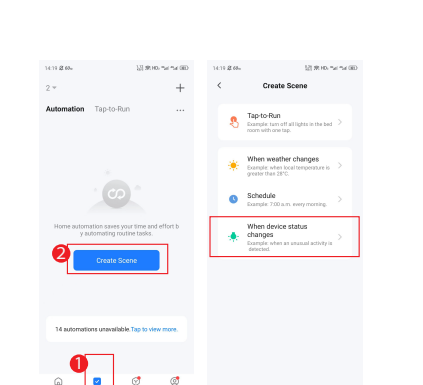 14:19
2
Automation Tap-to-Run
Home automation saves your time and effort b
y automating routine tasks.
2
Create Scene
14 automations unavailable Tap to view more.
1
14:19
Create Scene
Tap-to-Run
Example: turn off all lights in the bed
room with one tap.
When weather changes
Example: when local temperature is
greater than 28°C.
Schedule
Example: 7:00 a.m. every morning.
When device status
changes
Example: when an unusual activity is
detected.